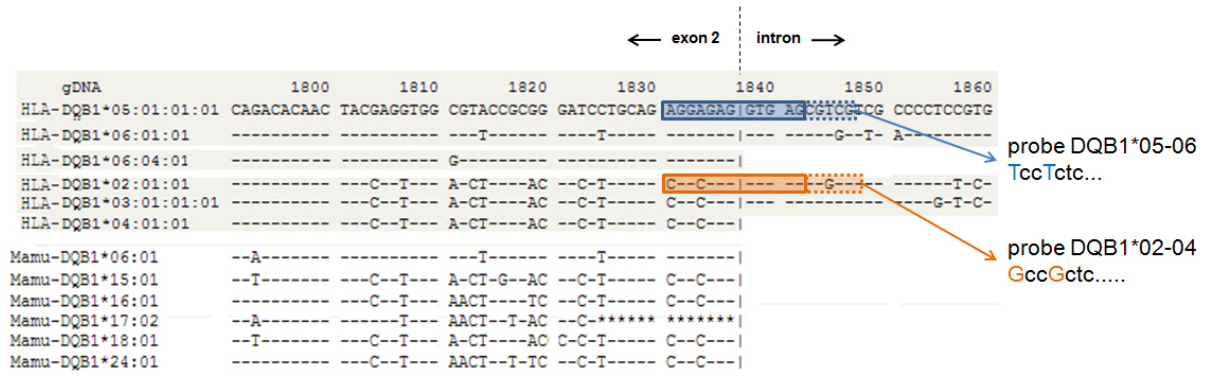 ← exon 2 intron →
gDNA 1800 1810 1820 1830 1840 1850 1860
HLA-DQB1*05:01:01:01 CAGACACAAC TACGAGGTGG CGTACCGCGG GATCCTGCAG AGGAGAG|GTG AGCGTCGTCG CCCCTCCGTG
HLA-DQB1*06:01:01 ---------- ---------- ---T------ ----T----- -------|--- -----G--T- A---------
HLA-DQB1*06:04:01 ---------- ---------- G--------- ---------- -------|
HLA-DQB1*02:01:01 ---------- ---C--T--- A-CT----AC --C-T----- C--C---|--- ----G----- ------T-C-
HLA-DQB1*03:01:01:01 ---------- ---C--T--- A-CT----AC --C-T----- C--C---|--- ---------- ----G-T-C-
HLA-DQB1*04:01:01 ---------- ---C--T--- A-CT----AC --C-T----- C--C---|
Mamu-DQB1*06:01 --A------- ---------- ---T------ ----T----- -------|
Mamu-DQB1*15:01 --T------- ---C--T--- A-CT-G--AC --C-T----- C--C---|
Mamu-DQB1*16:01 ---------- ---C--T--- AACT----TC --C-T----- C--C---|
Mamu-DQB1*17:02 --A------- ------T--- AACT--T-AC --C-****** *******|
Mamu-DQB1*18:01 --T------- ---C--T--- A-CT----AC C-C-T----- C--C---|
Mamu-DQB1*24:01 ---------- ---C--T--- AACT--T-TC --C-T----- C--C---|
probe DQB1*05-06
TccTctc...
probe DQB1*02-04
GccGctc.....